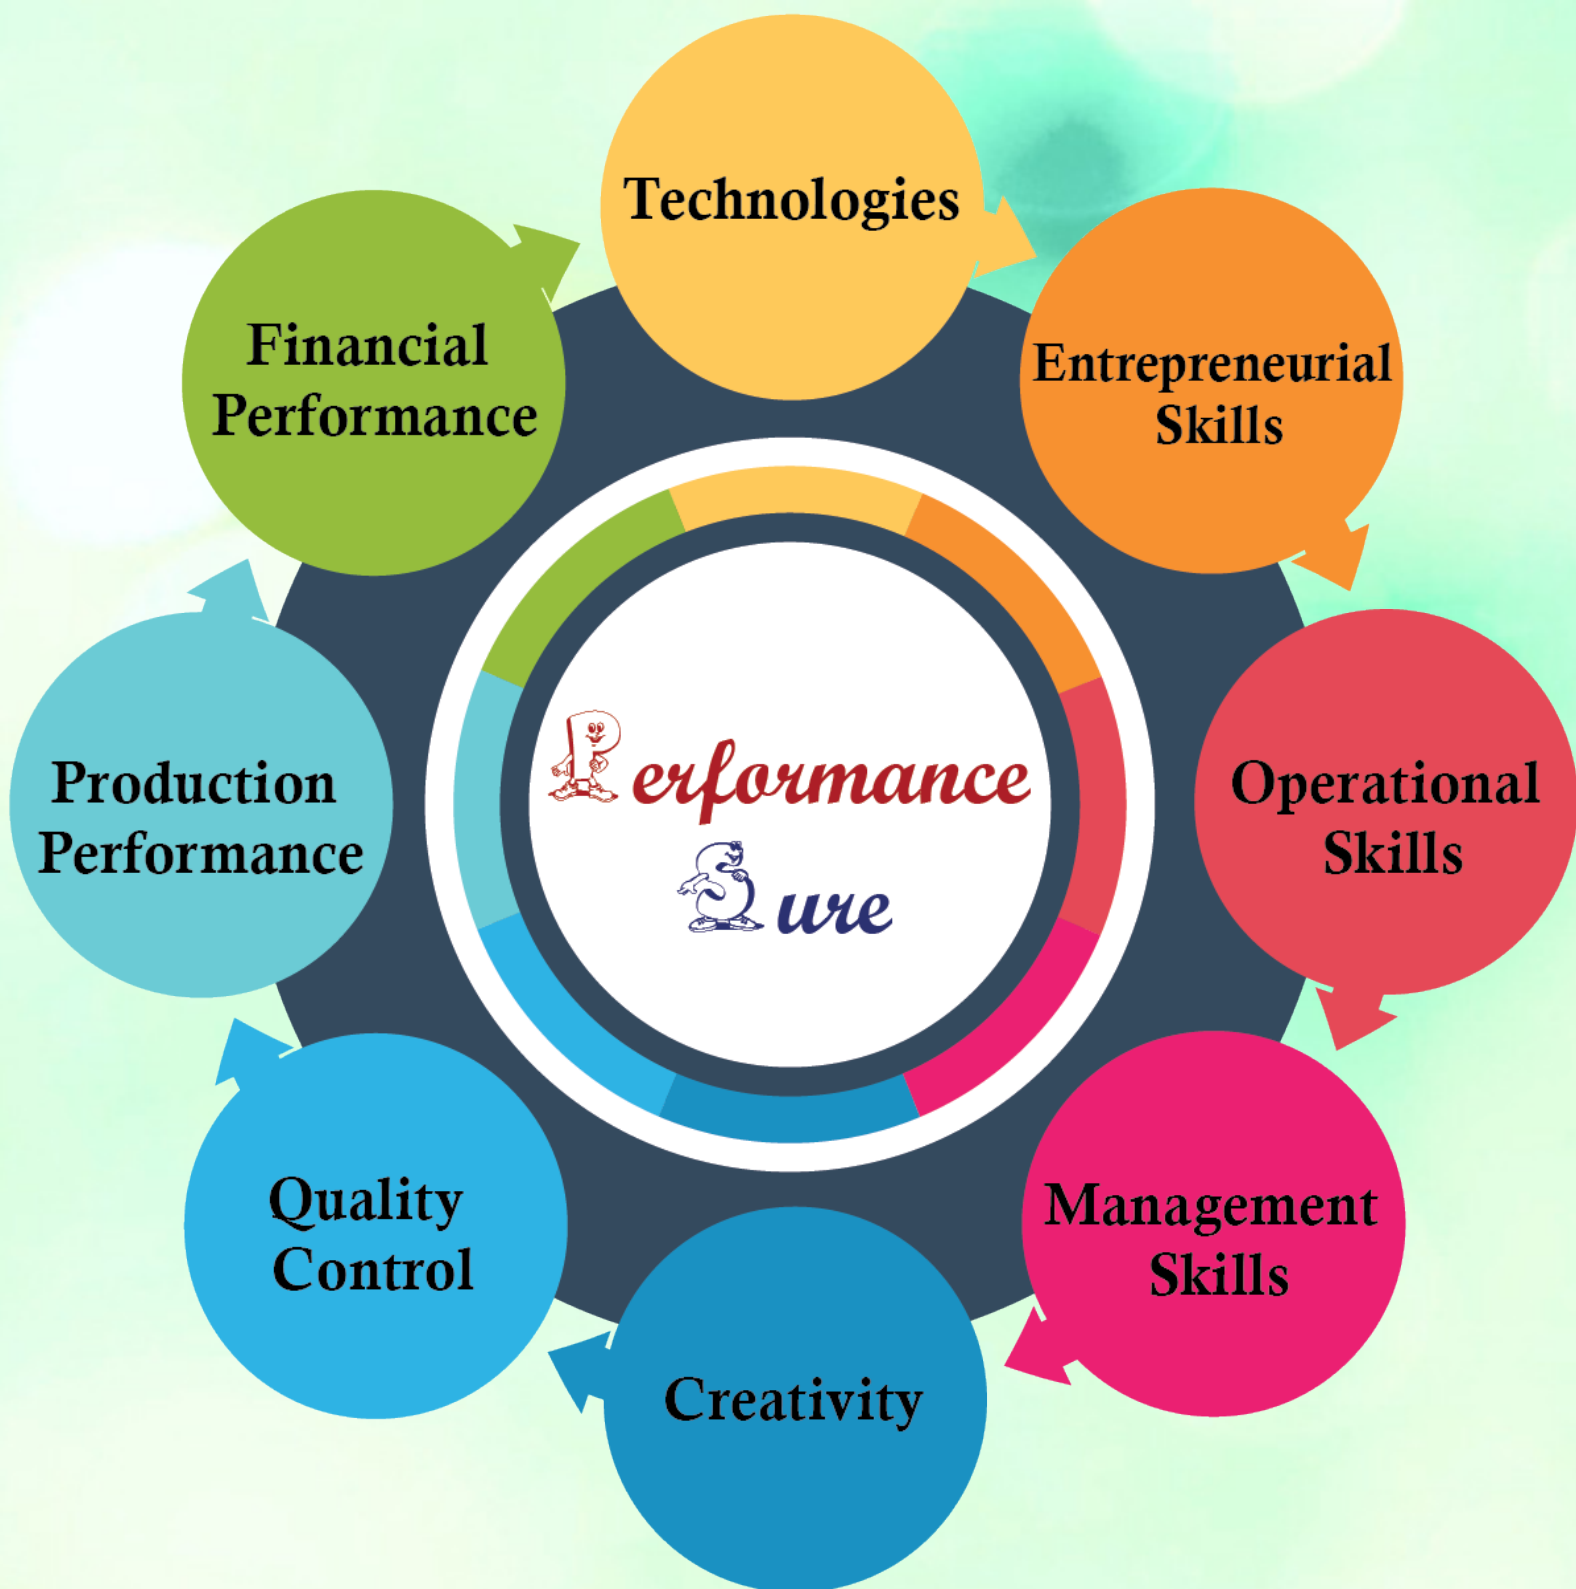 Technologies
Entrepreneurial
Skills
Operational
Skills
Management
Skills
Creativity
Quality
Control
Production
Performance
Financial
Performance
Performance
Sure